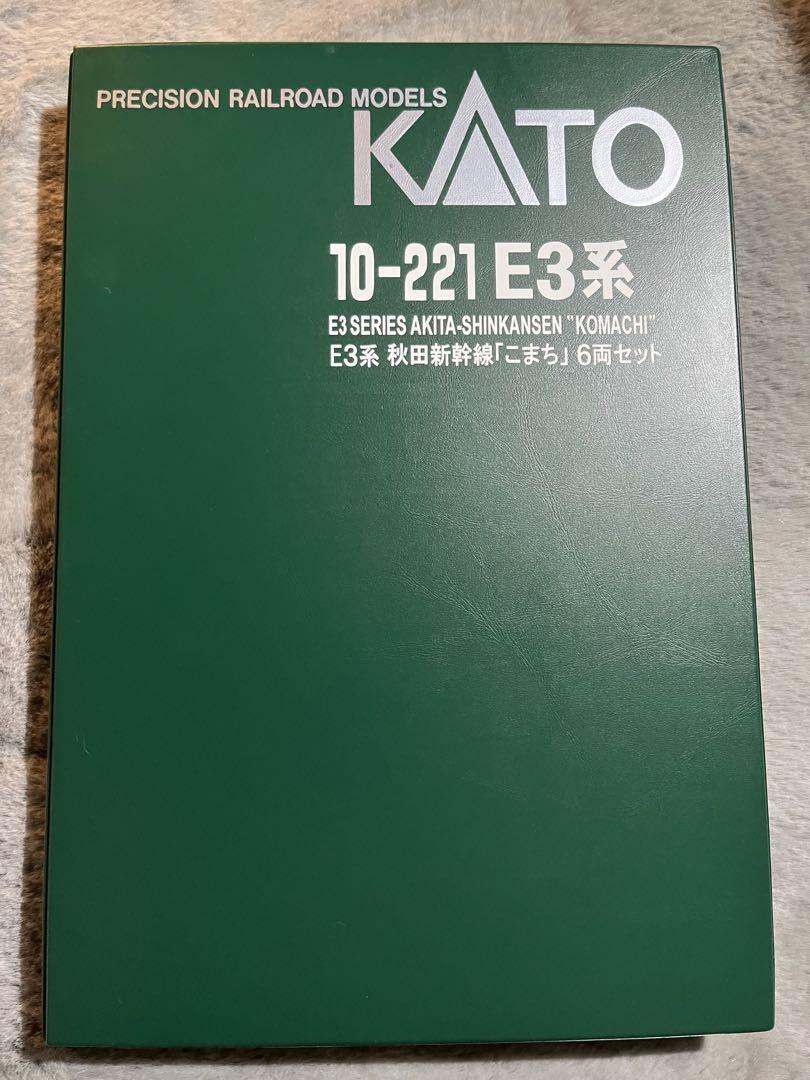 PRECISION RAILROAD MODELS
KATO
10-221 E3系
E3 SERIES AKITA-SHINKANSEN "KOMACHI"
E3系 秋田新幹線「こまち」 6両セット